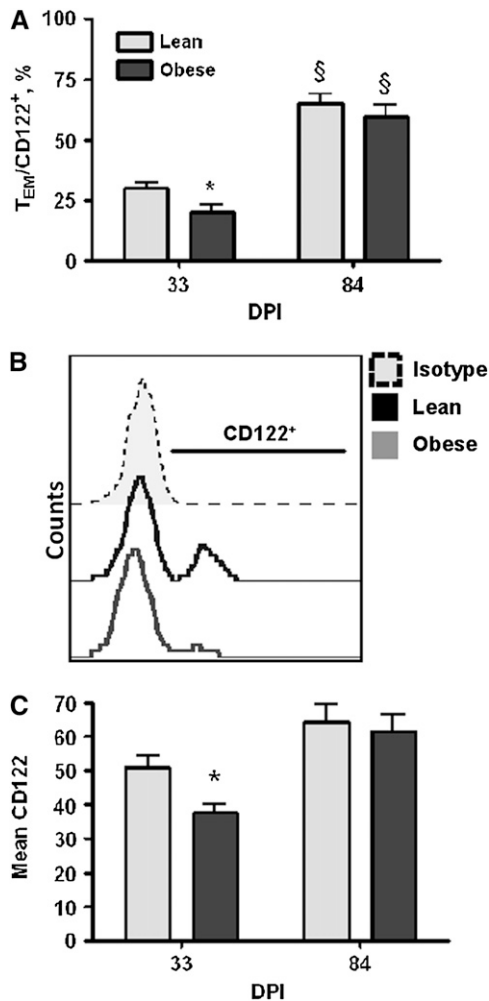 A
Lean
Obese
T_EM/CD122⁺, %
100
75
50
25
0
*
§
§
33
84
DPI
B
Isotype
Lean
Obese
CD122⁺
Counts
C
Mean CD122
70
60
50
40
30
20
10
0
*
33
84
DPI